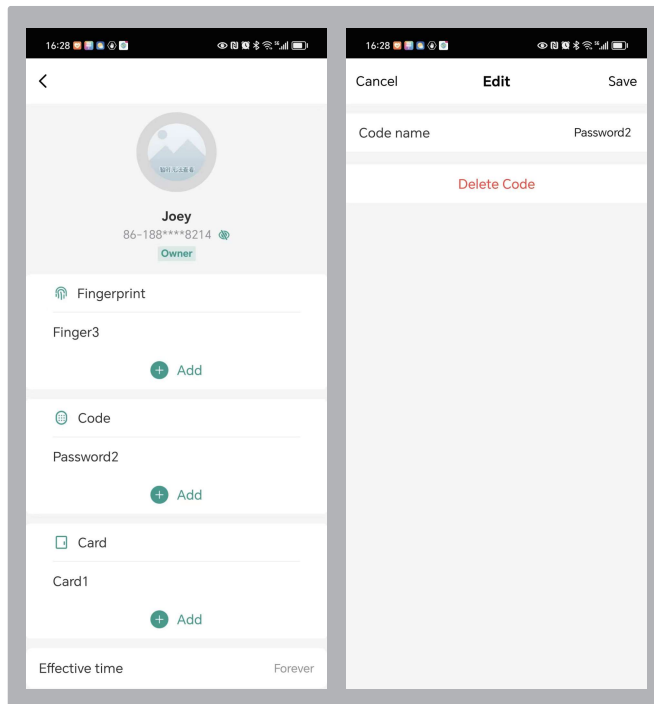 16:28
Joey
86-188****8214
Owner
Fingerprint
Finger3
Add
Code
Password2
Add
Card
Card1
Add
Effective time Forever
16:28
Cancel Edit Save
Code name Password2
Delete Code